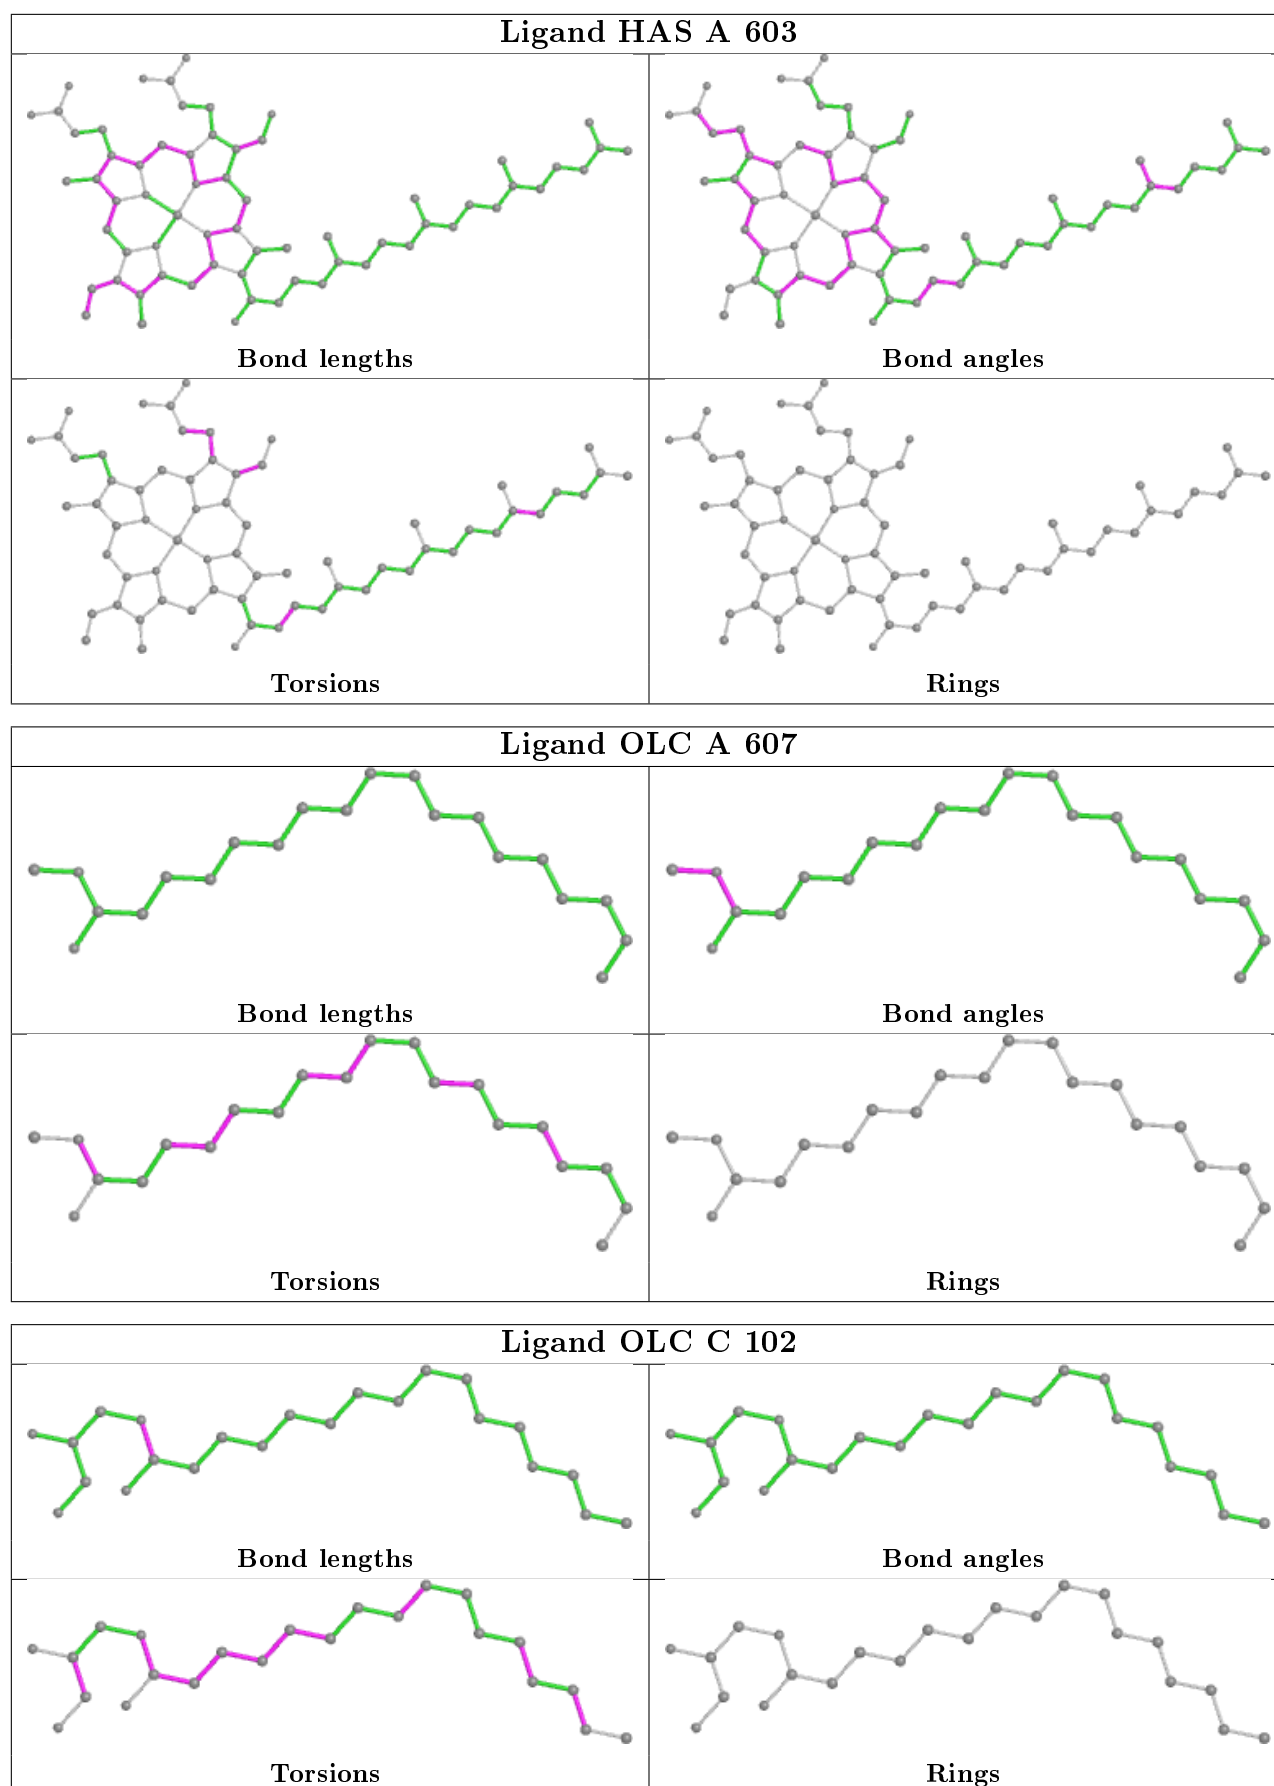 Ligand HAS A 603
Bond lengths
Bond angles
Torsions
Rings
Ligand OLC A 607
Bond lengths
Bond angles
Torsions
Rings
Ligand OLC C 102
Bond lengths
Bond angles
Torsions
Rings